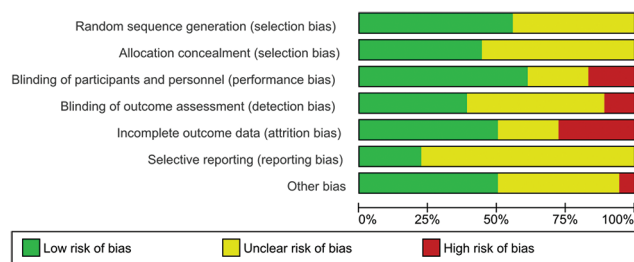 Random sequence generation (selection bias)
Allocation concealment (selection bias)
Blinding of participants and personnel (performance bias)
Blinding of outcome assessment (detection bias)
Incomplete outcome data (attrition bias)
Selective reporting (reporting bias)
Other bias
0% 25% 50% 75% 100%
Low risk of bias Unclear risk of bias High risk of bias